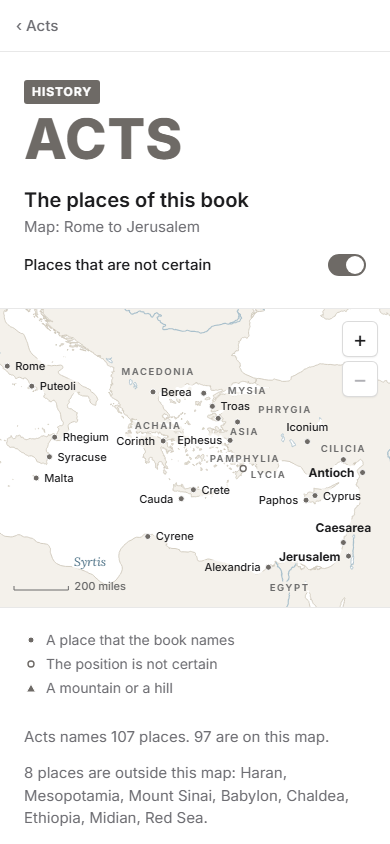 ‹ Acts
HISTORY
ACTS
The places of this book
Map: Rome to Jerusalem
Places that are not certain
+
−
MACEDONIA
Rome
Puteoli
Berea
MYSIA
Troas
PHRYGIA
ACHAIA
ASIA
Iconium
Rhegium
Corinth
Ephesus
CILICIA
Syracuse
PAMPHYLIA
Antioch
LYCIA
Malta
Crete
Cauda
Paphos
Cyprus
Caesarea
Cyrene
Jerusalem
Syrtis
Alexandria
200 miles
EGYPT
A place that the book names
The position is not certain
A mountain or a hill
Acts names 107 places. 97 are on this map.
8 places are outside this map: Haran,
Mesopotamia, Mount Sinai, Babylon, Chaldea,
Ethiopia, Midian, Red Sea.